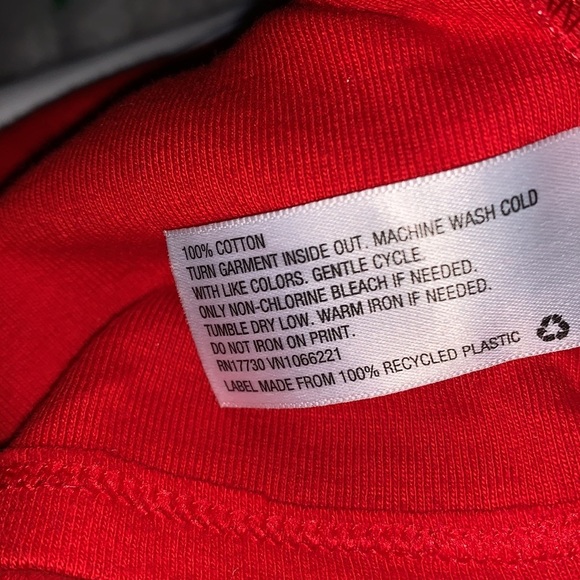 100% COTTON
TURN GARMENT INSIDE OUT. MACHINE WASH COLD
WITH LIKE COLORS. GENTLE CYCLE.
ONLY NON-CHLORINE BLEACH IF NEEDED.
TUMBLE DRY LOW. WARM IRON IF NEEDED.
DO NOT IRON ON PRINT.
RN17730 VN1066221
LABEL MADE FROM 100% RECYCLED PLASTIC